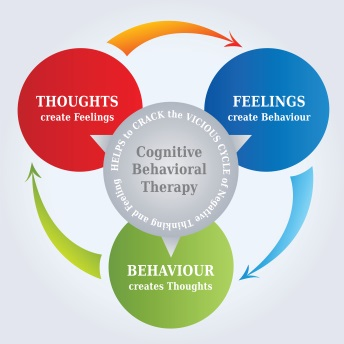 THOUGHTS
create Feelings
FEELINGS
create Behaviour
HELPS to CRACK the VICIOUS CYCLE of Negative Thinking and Feeling
Cognitive
Behavioral
Therapy
BEHAVIOUR
creates Thoughts